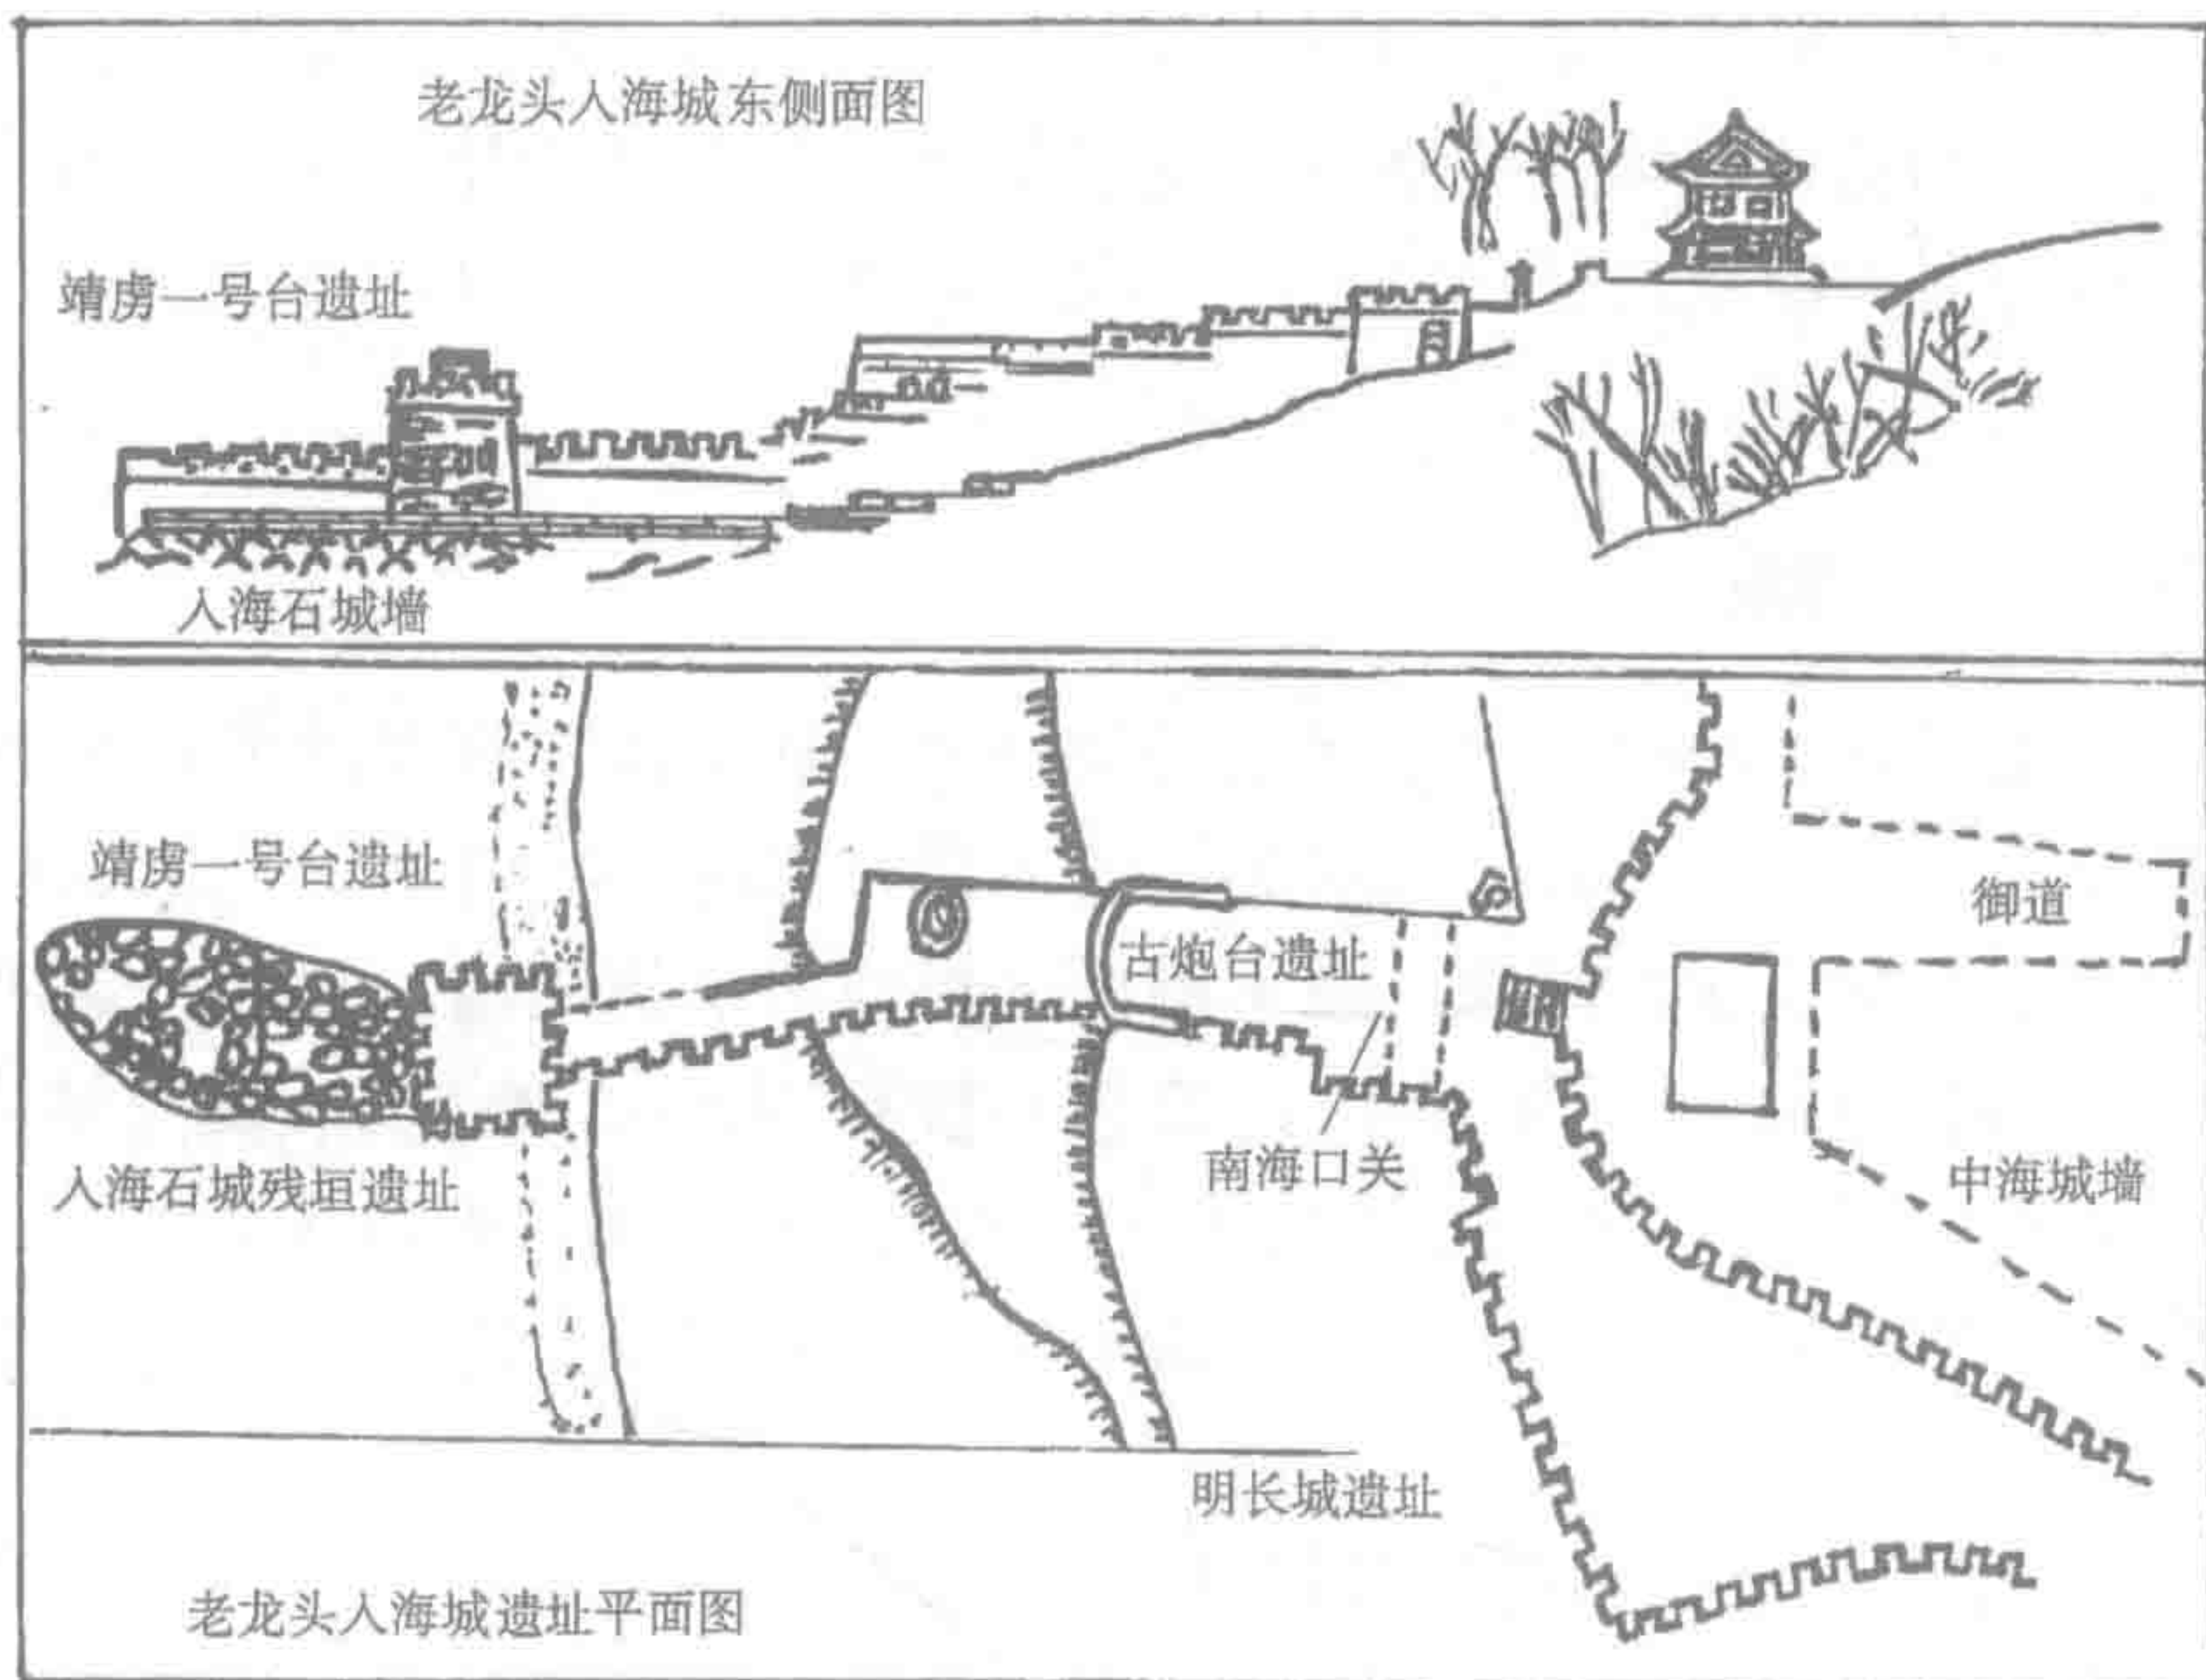 老龙头入海城东侧面图
靖虏一号台遗址
入海石城墙
靖虏一号台遗址
御道
古炮台遗址
南海口关
入海石城残垣遗址
中海城墙
明长城遗址
老龙头入海城遗址平面图